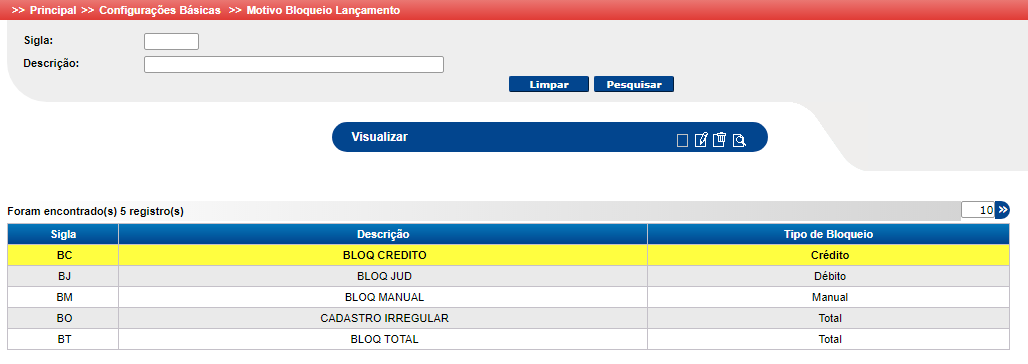 >> Principal >> Configurações Básicas >> Motivo Bloqueio Lançamento
Sigla:
Descrição:
Limpar Pesquisar
Visualizar
Foram encontrado(s) 5 registro(s) 10
Sigla Descrição Tipo de Bloqueio
BC BLOQ CREDITO Crédito
BJ BLOQ JUD Débito
BM BLOQ MANUAL Manual
BO CADASTRO IRREGULAR Total
BT BLOQ TOTAL Total